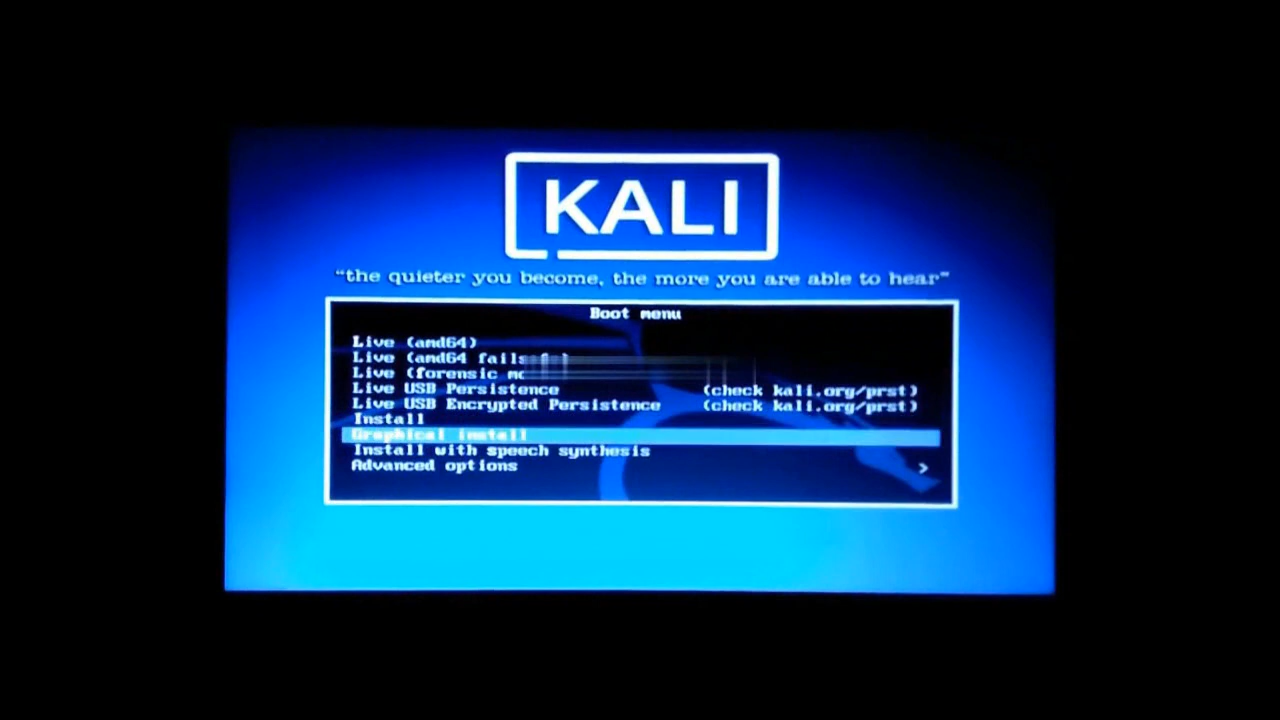 KALI
“the quieter you become, the more you are able to hear”
Boot menu
Live (amd64)
Live (amd64
Live (forensic
Live USB Persistence (check kali.org/prst)
Live USB Encrypted Persistence (check kali.org/prst)
Install
Graphical install
Install with speech synthesis
Advanced options >